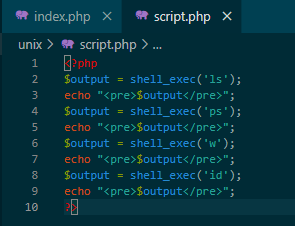 index.php script.php
unix > script.php > ...
1 <?php
2 $output = shell_exec('ls');
3 echo "<pre>$output</pre>";
4 $output = shell_exec('ps');
5 echo "<pre>$output</pre>";
6 $output = shell_exec('w');
7 echo "<pre>$output</pre>";
8 $output = shell_exec('id');
9 echo "<pre>$output</pre>";
10 ?>